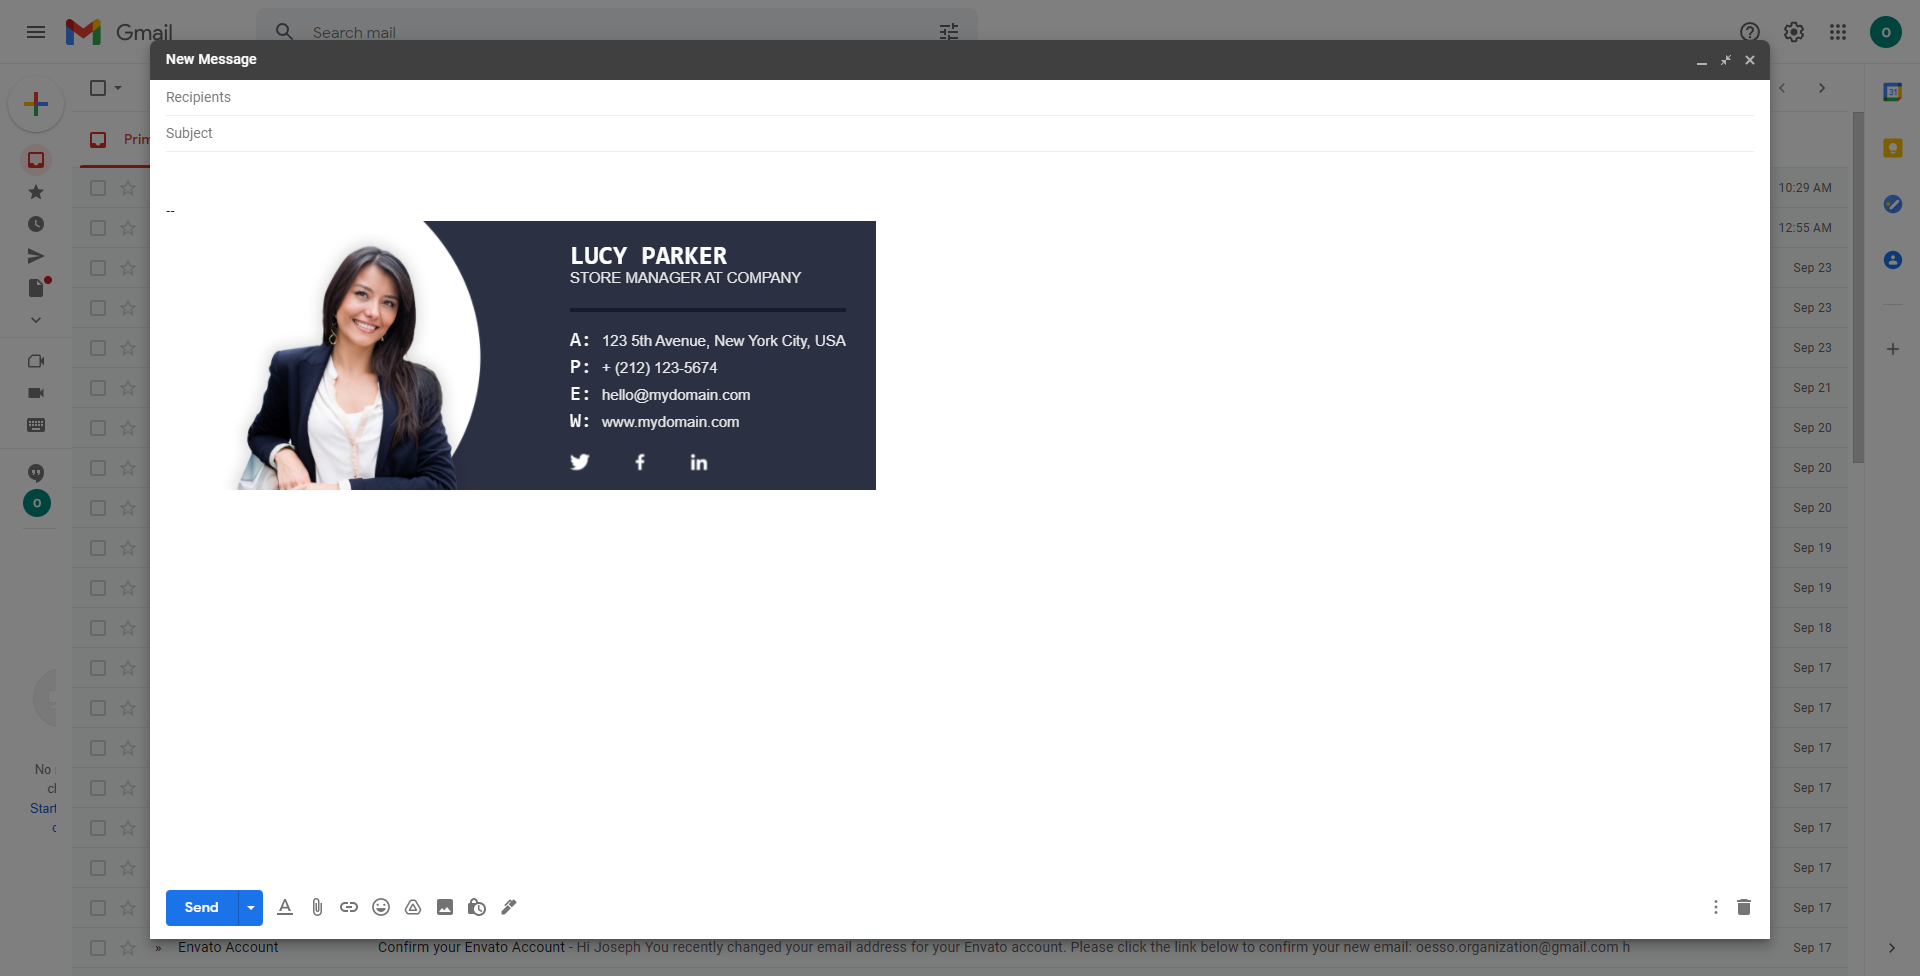 Gmail
Search mail
New Message
Recipients
Subject
--
LUCY PARKER
STORE MANAGER AT COMPANY
A: 123 5th Avenue, New York City, USA
P: + (212) 123-5674
E: hello@mydomain.com
W: www.mydomain.com
Send
Prim
10:29 AM
12:55 AM
Sep 23
Sep 23
Sep 23
Sep 21
Sep 20
Sep 20
Sep 20
Sep 19
Sep 19
Sep 18
Sep 17
Sep 17
Sep 17
Sep 17
Sep 17
Sep 17
Sep 17
» Envato Account Confirm your Envato Account - Hi Joseph You recently changed your email address for your Envato account. Please click the link below to confirm your new email: oesso.organization@gmail.com h Sep 17
No
Start
O
O
31